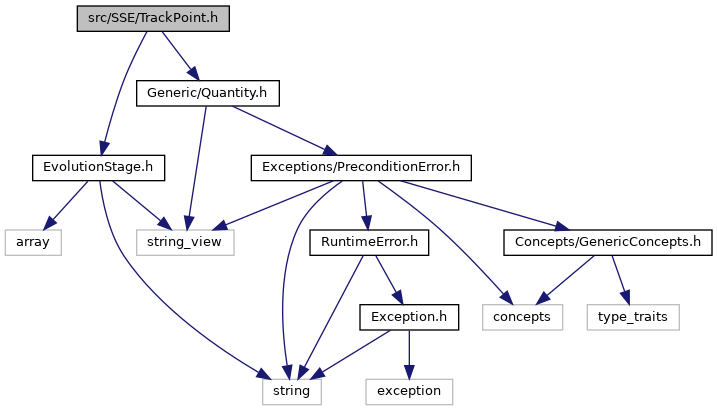 src/SSE/TrackPoint.h
Generic/Quantity.h
EvolutionStage.h
Exceptions/PreconditionError.h
array
string_view
RuntimeError.h
Concepts/GenericConcepts.h
Exception.h
concepts
type_traits
string
exception